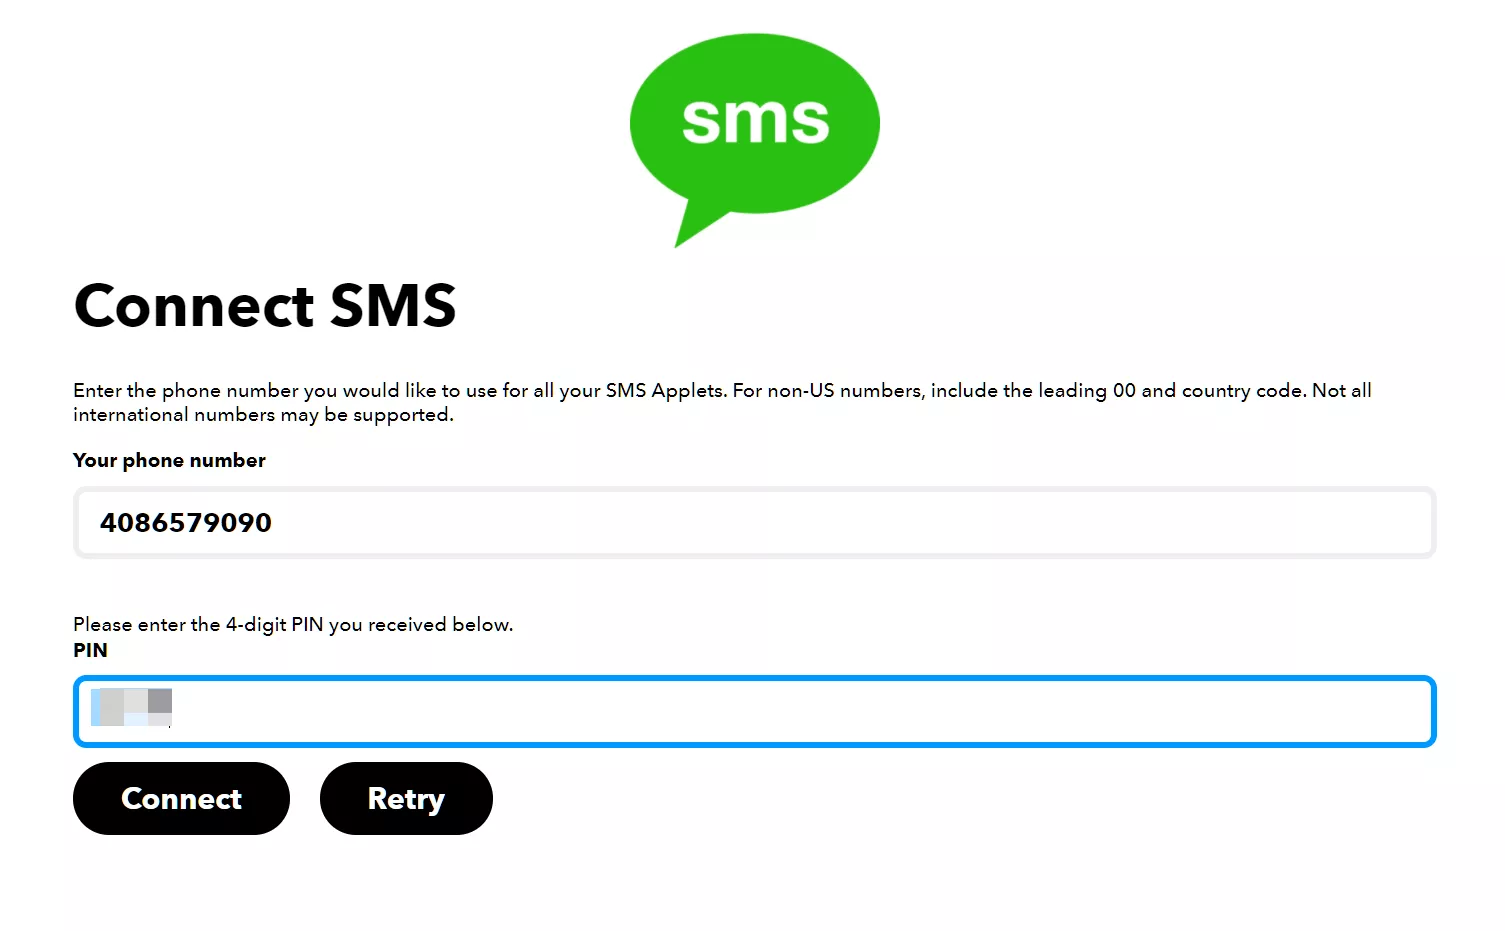 sms
Connect SMS
Enter the phone number you would like to use for all your SMS Applets. For non-US numbers, include the leading 00 and country code. Not all
international numbers may be supported.
Your phone number
4086579090
Please enter the 4-digit PIN you received below.
PIN
Connect Retry